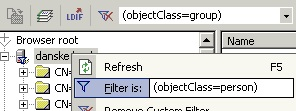 LDIF (objectClass=group)
Browser root Name
danske
Refresh F5
CN= Filter is: (objectClass=person)
CN= Remove Custom Filter